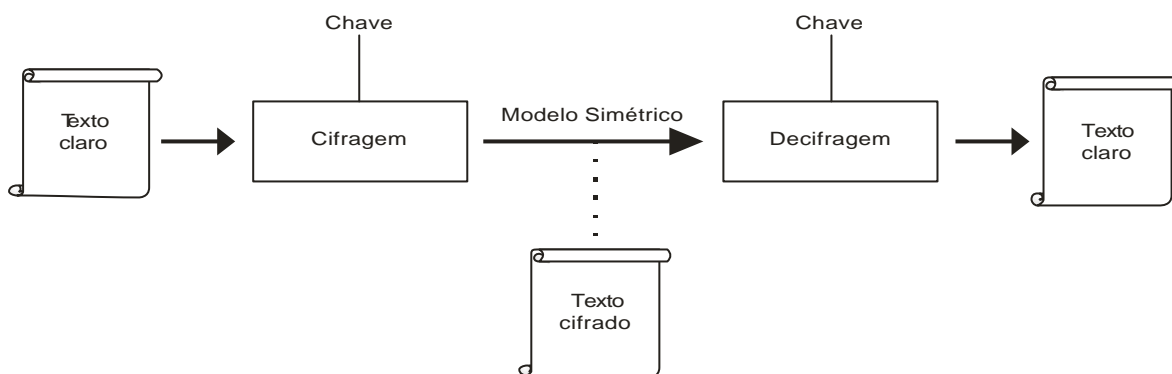 Chave
Chave
Texto
claro
Cifragem
Modelo Simétrico
Decifragem
Texto
claro
Texto
cifrado